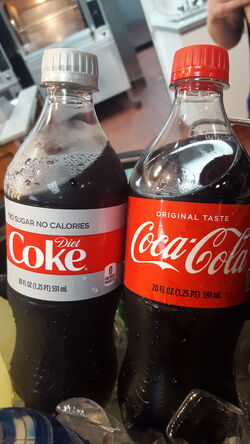 NO SUGAR NO CALORIES
Diet
Coke
0
20 FL OZ (1.25 PT) 591 mL
ORIGINAL TASTE
Coca-Cola
20 FL OZ (1.25 PT) 591 mL